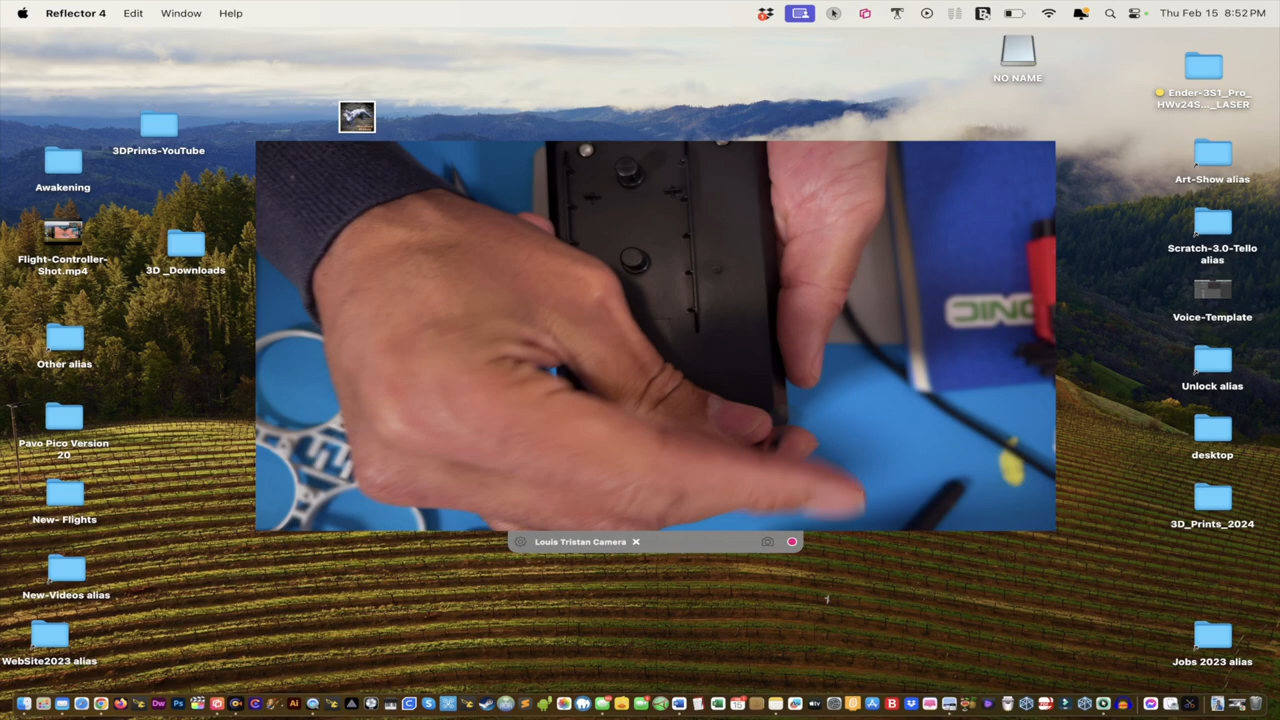 Reflector 4 Edit Window Help
Thu Feb 15 8:52 PM
NO NAME
Ender-3S1_Pro_
HWv24S..._LASER
3DPrints-YouTube
Awakening
Art-Show alias
Flight-Controller-
Shot.mp4
3D _Downloads
Scratch-3.0-Tello
alias
Voice-Template
Other alias
Unlock alias
Pavo Pico Version
20
desktop
New- Flights
3D_Prints_2024
Louis Tristan Camera
New-Videos alias
WebSite2023 alias
Jobs 2023 alias
Dw
Ps
Ai